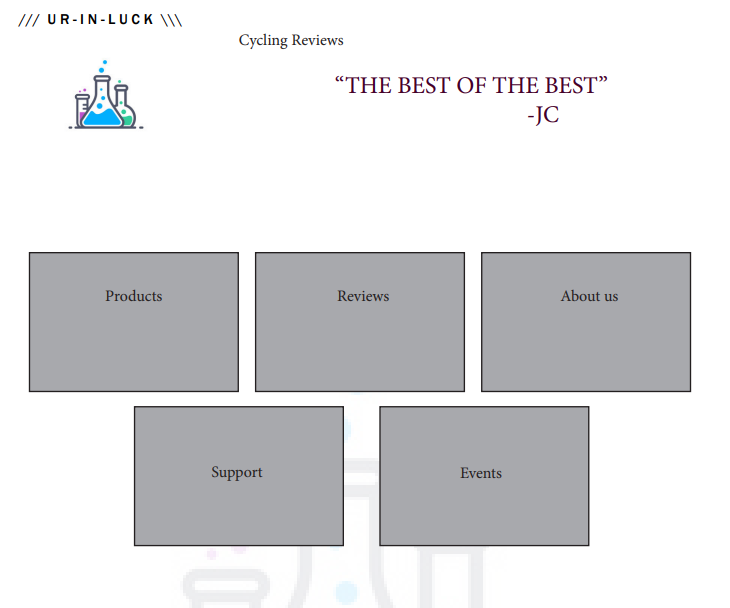 /// UR-IN-LUCK \\\
Cycling Reviews
“THE BEST OF THE BEST”
-JC
Products
Reviews
About us
Support
Events